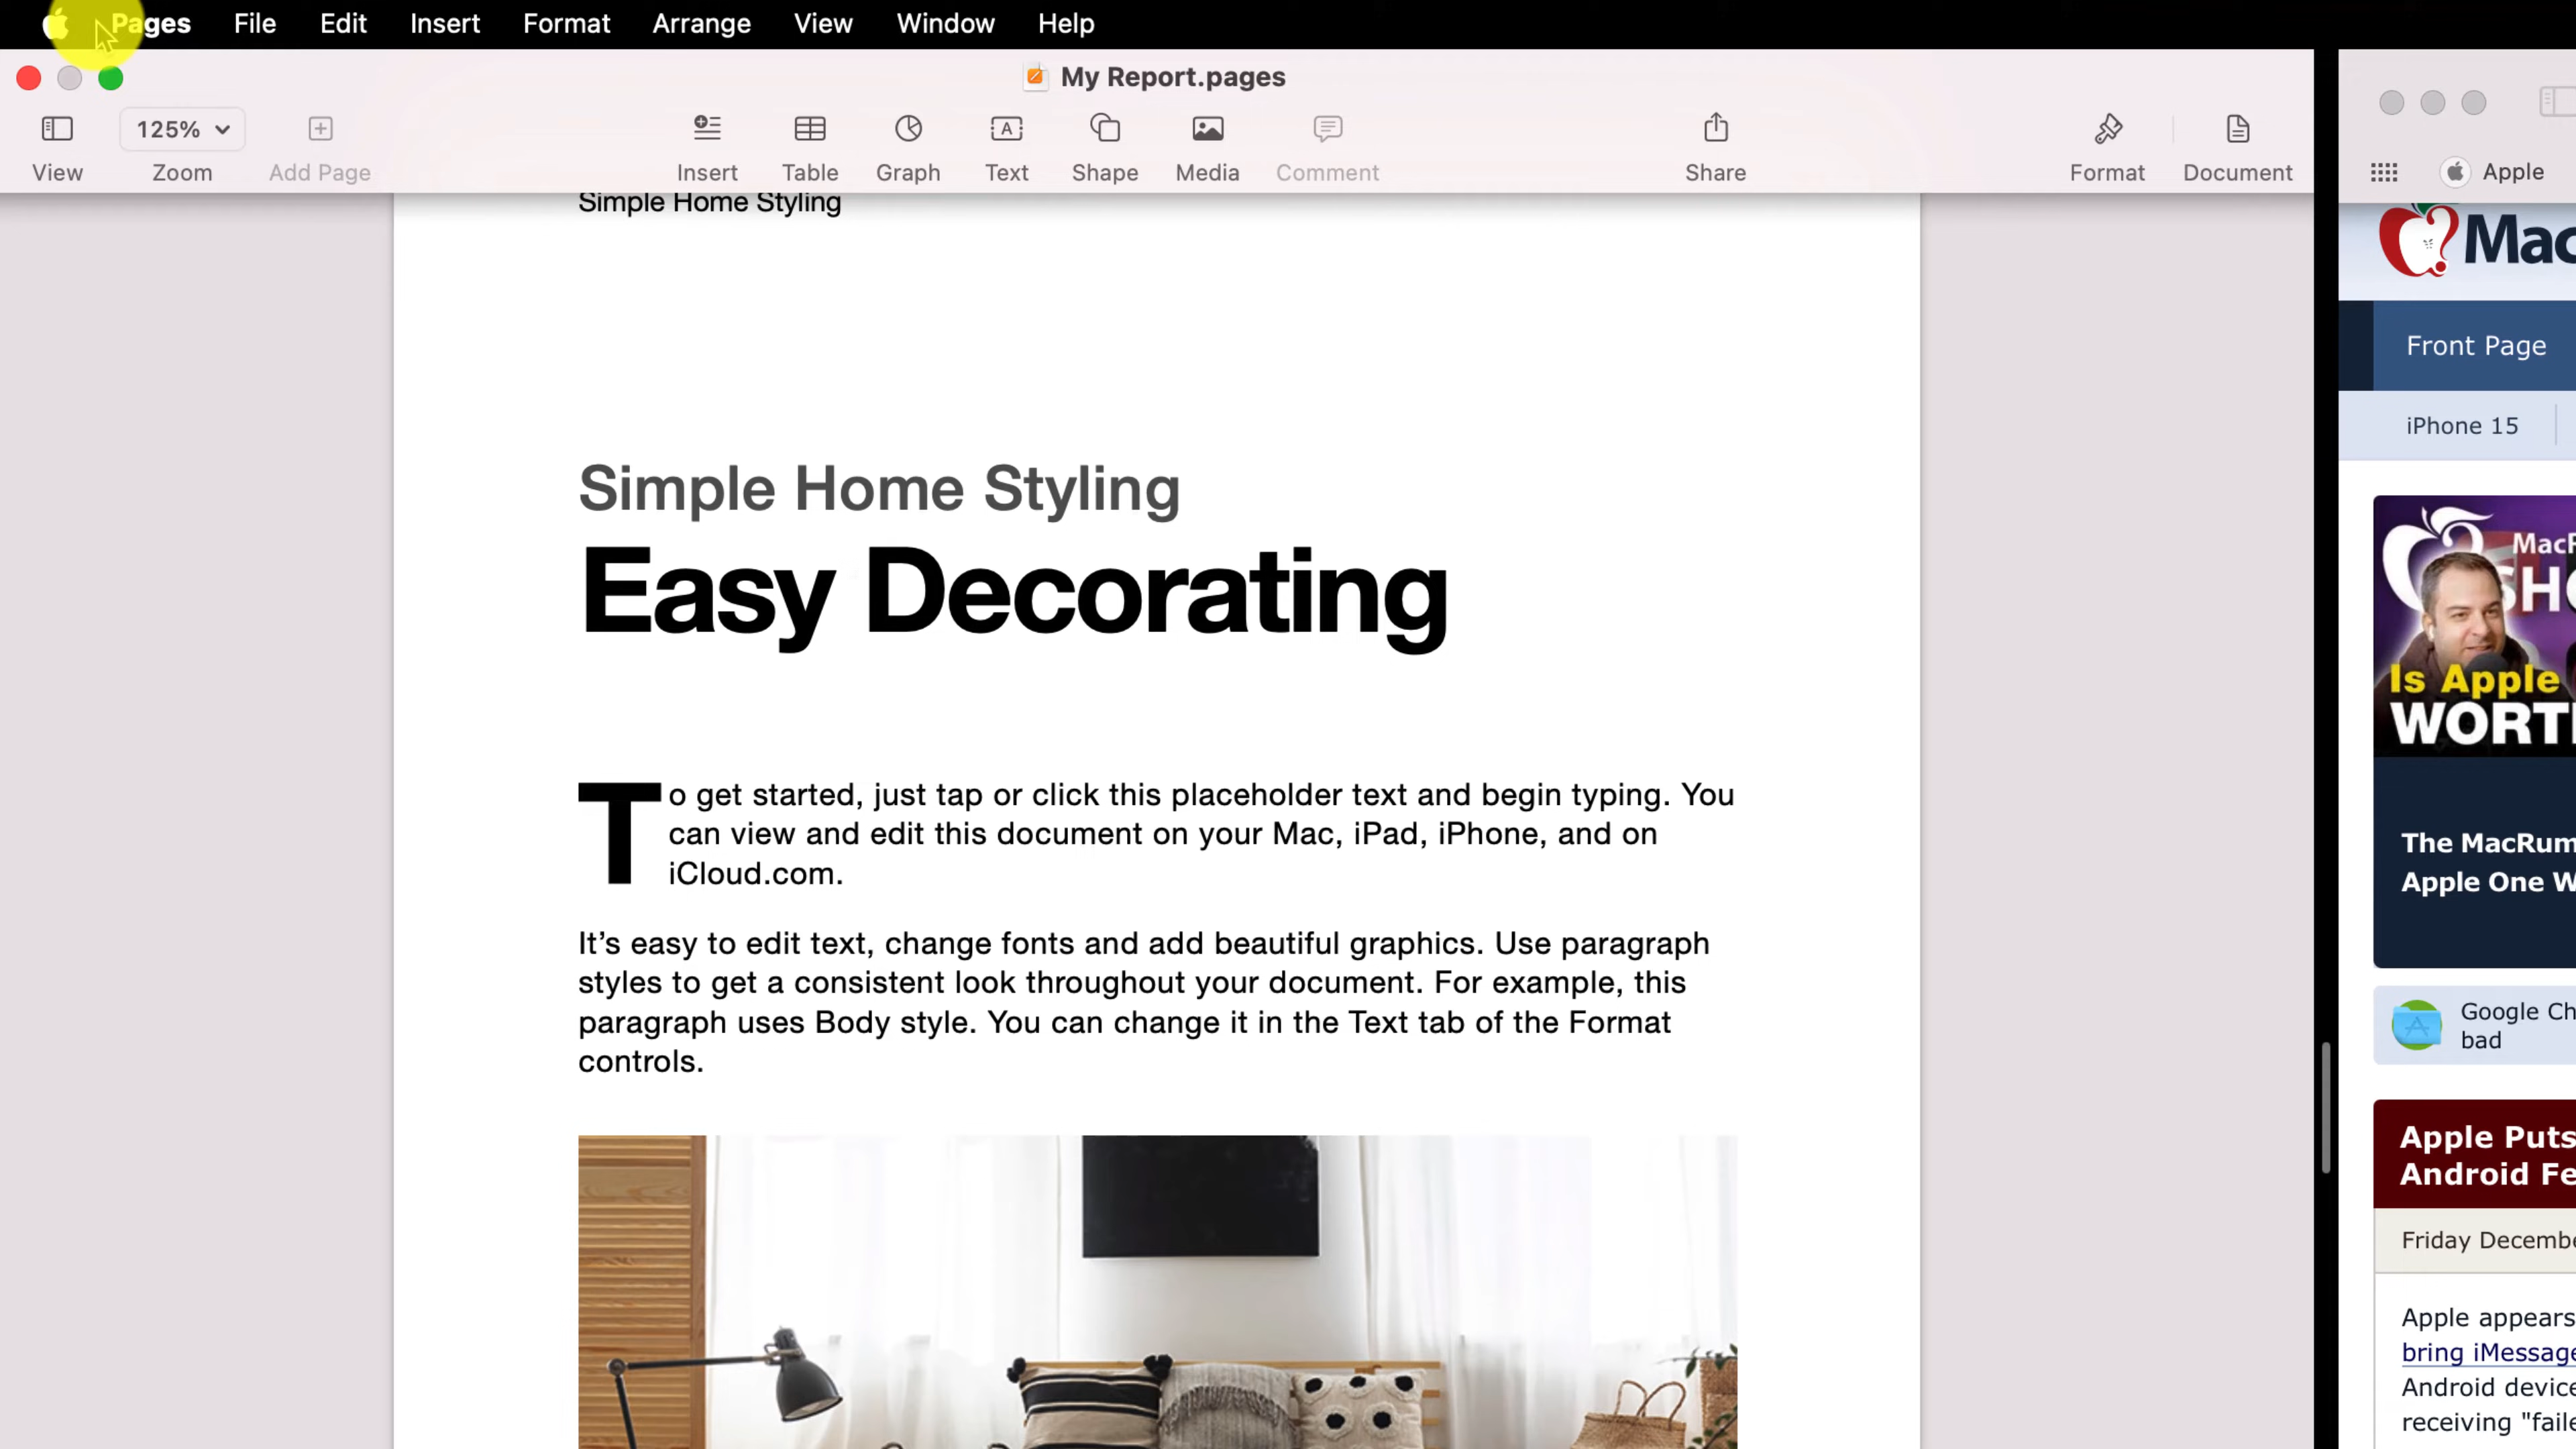 Pages File Edit Insert Format Arrange View Window Help
My Report.pages
125%
View Zoom Add Page Insert Table Graph Text Shape Media Comment Share Format Document
Simple Home Styling
Simple Home Styling
Easy Decorating
To get started, just tap or click this placeholder text and begin typing. You
can view and edit this document on your Mac, iPad, iPhone, and on
iCloud.com.
It's easy to edit text, change fonts and add beautiful graphics. Use paragraph
styles to get a consistent look throughout your document. For example, this
paragraph uses Body style. You can change it in the Text tab of the Format
controls.
Apple
Mac
Front Page
iPhone 15
Is Apple
The
Apple One
Google
bad
Apple Puts
Android
Friday
Apple appears
bring iMessage
Android
receiving